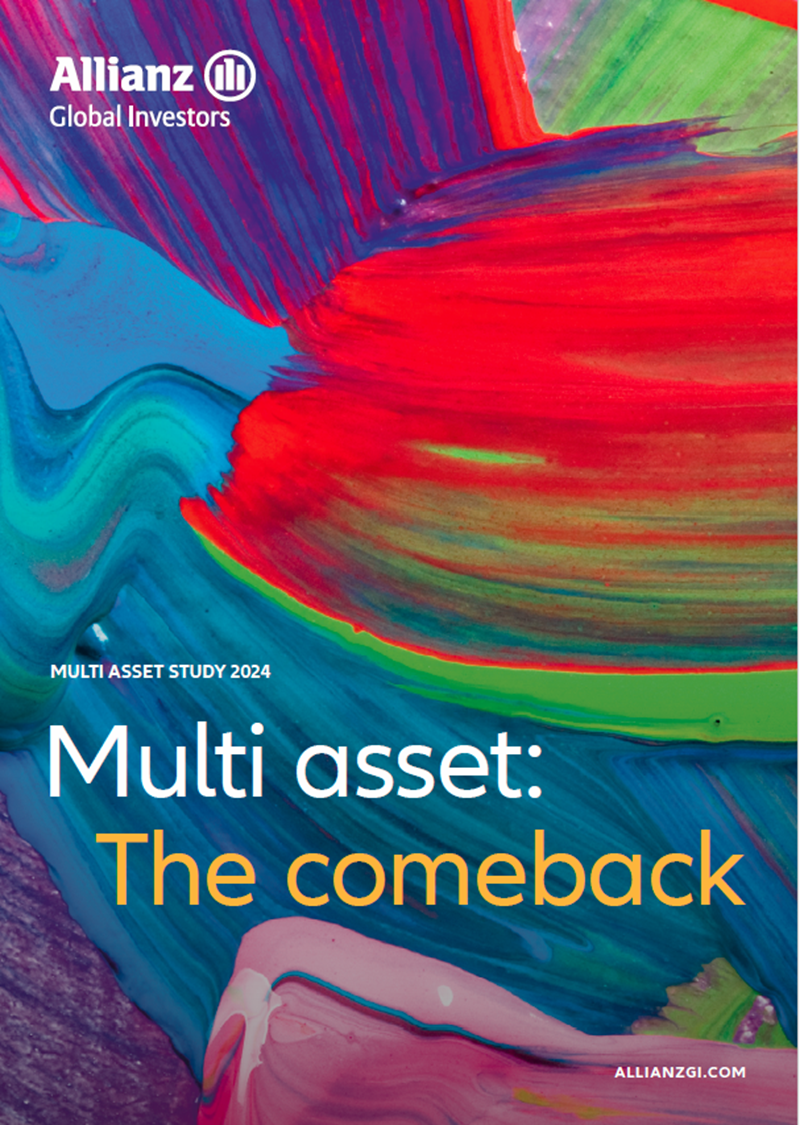 Allianz
Global Investors
MULTI ASSET STUDY 2024
Multi asset:
The comeback
ALLIANZGI.COM